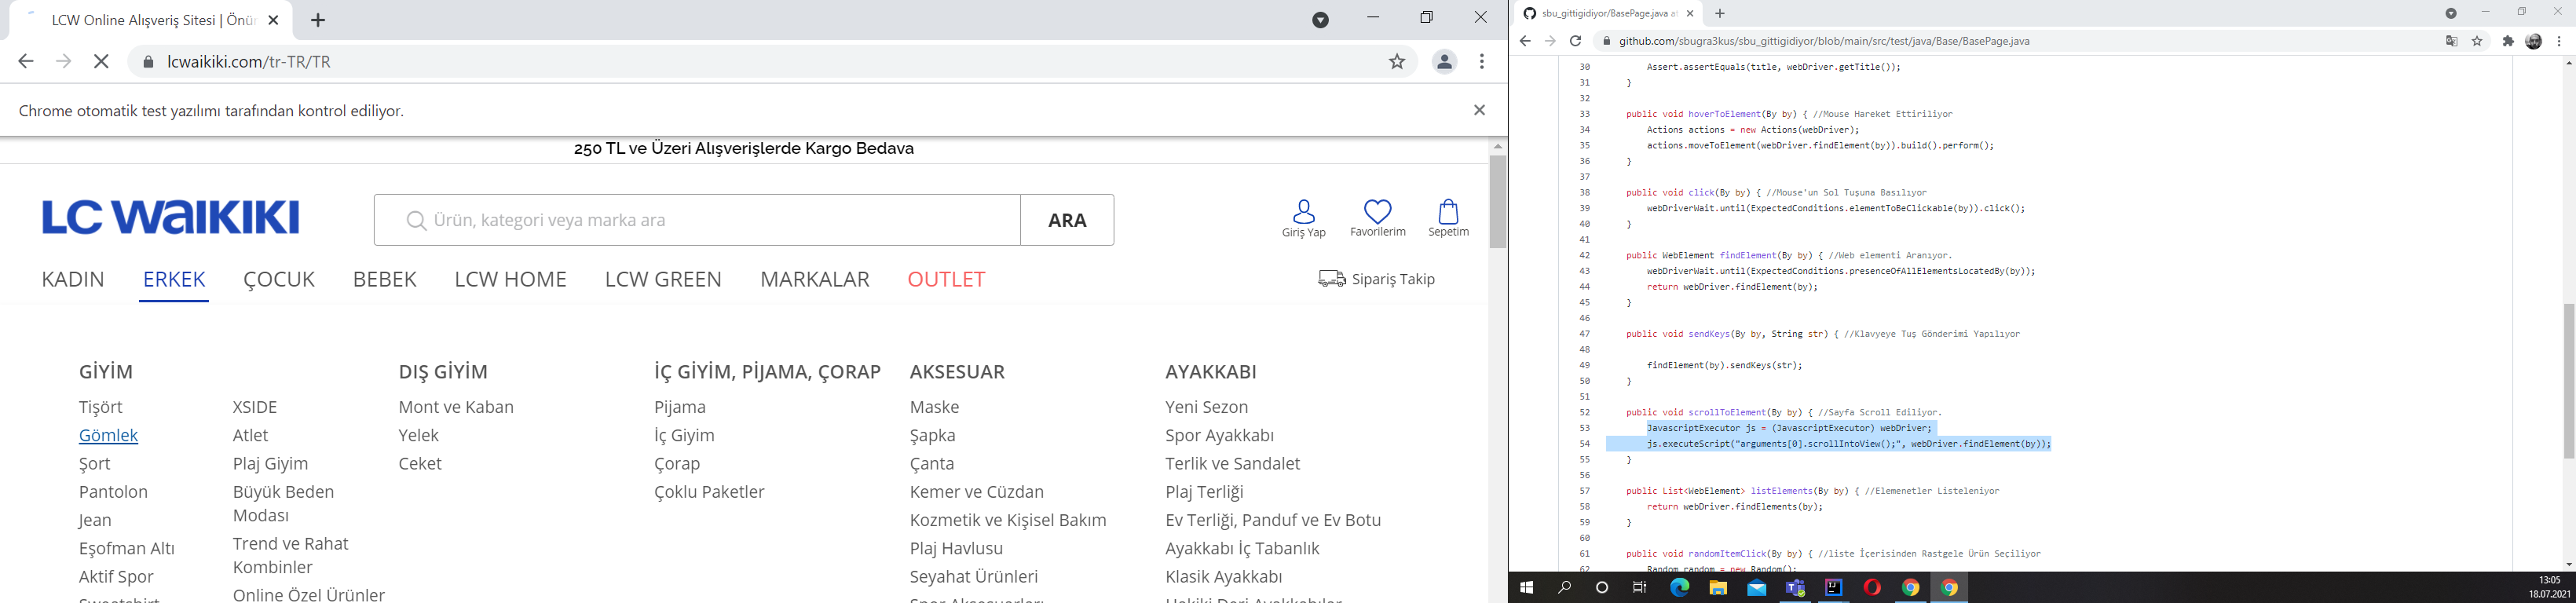 LCW Online Alışveriş Sitesi | Önür
lcwaikiki.com/tr-TR/TR
Chrome otomatik test yazılımı tarafından kontrol ediliyor.
250 TL ve Üzeri Alışverişlerde Kargo Bedava
LC WAIKIKI
Ürün, kategori veya marka ara
ARA
Giriş Yap
Favorilerim
Sepetim
KADIN ERKEK ÇOCUK BEBEK LCW HOME LCW GREEN MARKALAR OUTLET
Sipariş Takip
GİYİM
Tişört
Gömlek
Şort
Pantolon
Jean
Eşofman Altı
Aktif Spor
Sweatshirt
XSIDE
Atlet
Plaj Giyim
Büyük Beden
Modası
Trend ve Rahat
Kombinler
Online Özel Ürünler
DIŞ GİYİM
Mont ve Kaban
Yelek
Ceket
İÇ GİYİM, PİJAMA, ÇORAP
Pijama
İç Giyim
Çorap
Çoklu Paketler
AKSESUAR
Maske
Şapka
Çanta
Kemer ve Cüzdan
Kozmetik ve Kişisel Bakım
Plaj Havlusu
Seyahat Ürünleri
Spor Aksesuarları
AYAKKABI
Yeni Sezon
Spor Ayakkabı
Terlik ve Sandalet
Plaj Terliği
Ev Terliği, Panduf ve Ev Botu
Ayakkabı İç Tabanlık
Klasik Ayakkabı
Hakiki Deri Ayakkabılar
sbu_gittigidiyor/BasePage.java at
github.com/sbugra3kus/sbu_gittigidiyor/blob/main/src/test/java/Base/BasePage.java
30 Assert.assertEquals(tıtle, webDriver.getTitle());
31 }
32
33 public void hoverToElement(By by) { //Mouse Hareket Ettiriliyor
34 Actions actions = new Actions(webDriver);
35 actions.moveToElement(webDriver.findElement(by)).build().perform();
36 }
37
38 public void click(By by) { //Mouse'un Sol Tuşuna Basılıyor
39 webDriverWait.until(ExpectedConditions.elementToBeClickable(by)).click();
40 }
41
42 public WebElement findElement(By by) { //Web elementi Aranıyor.
43 webDriverWait.until(ExpectedConditions.presenceOfAllElementsLocatedBy(by));
44 return webDriver.findElement(by);
45 }
46
47 public void sendKeys(By by, String str) { //Klavyeye Tuş Gönderimi Yapılıyor
48
49 findElement(by).sendKeys(str);
50 }
51
52 public void scrollToElement(By by) { //Sayfa Scroll Ediliyor.
53 JavascriptExecutor js = (JavascriptExecutor) webDriver;
54 js.executeScript("arguments[0].scrollIntoView();", webDriver.findElement(by));
55 }
56
57 public List<WebElement> listElements(By by) { //Elemenetler Listeleniyor
58 return webDriver.findElements(by);
59 }
60
61 public void randomItemClick(By by) { //liste İçerisinden Rastgele Ürün Seçiliyor
62 Random random = new Random();
13:05
18.07.2021